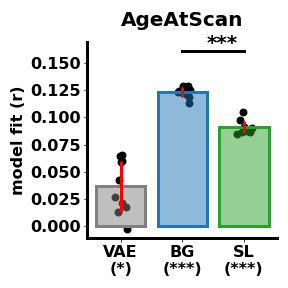 AgeAtScan
***
model fit (r)
0.150
0.125
0.100
0.075
0.050
0.025
0.000
VAE BG SL
(*) (***) (***)